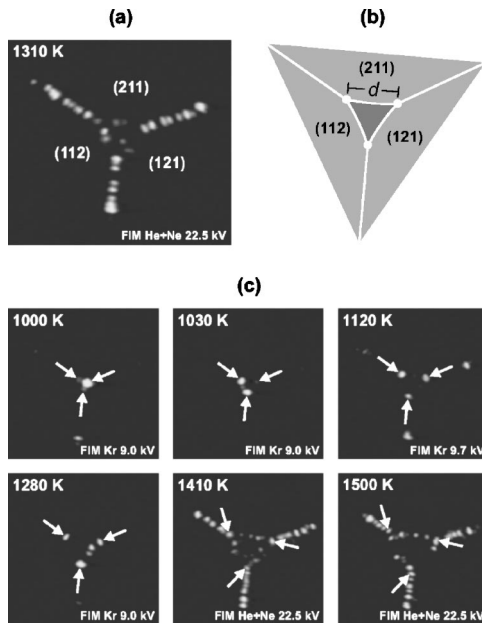 (a)
1310 K
(211)
(112)
(121)
FIM He+Ne 22.5 kV
(b)
(211)
d
(112)
(121)
(c)
1000 K
FIM Kr 9.0 kV
1030 K
FIM Kr 9.0 kV
1120 K
FIM Kr 9.7 kV
1280 K
FIM Kr 9.0 kV
1410 K
FIM He+Ne 22.5 kV
1500 K
FIM He+Ne 22.5 kV